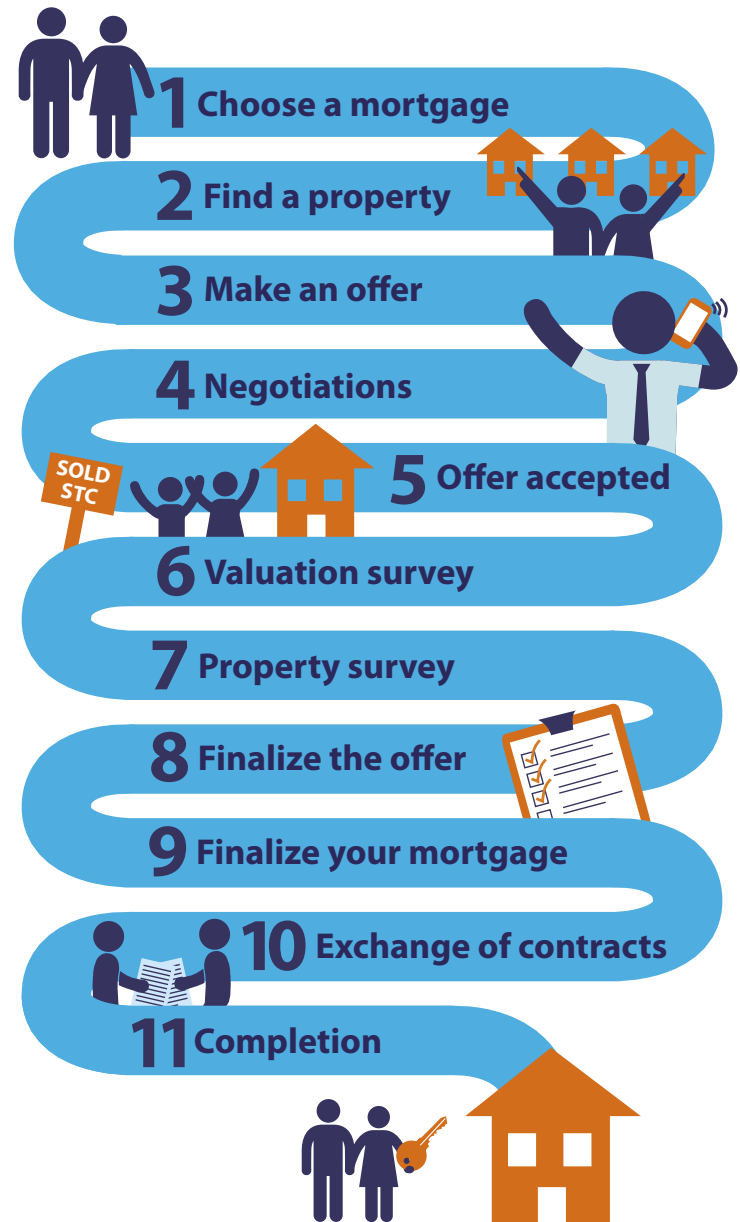 1 Choose a mortgage
2 Find a property
3 Make an offer
4 Negotiations
SOLD
STC
5 Offer accepted
6 Valuation survey
7 Property survey
8 Finalize the offer
9 Finalize your mortgage
10 Exchange of contracts
11 Completion